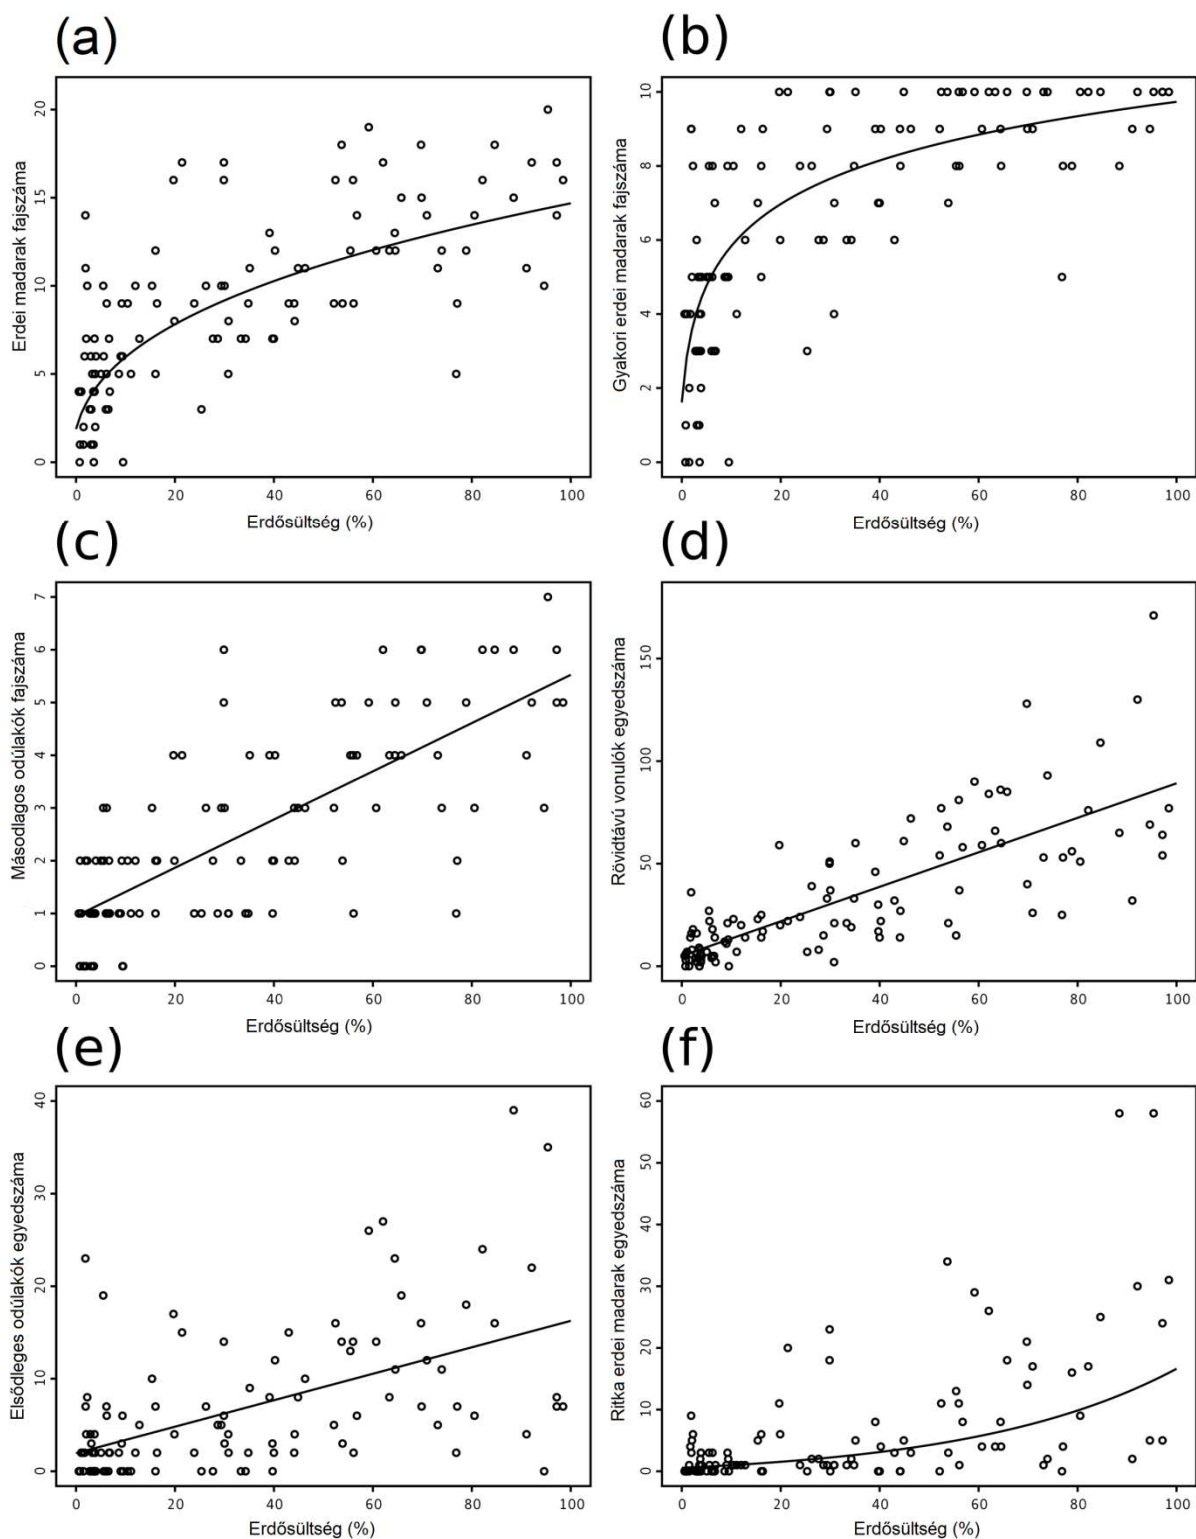 (a)
Erdei madarak fajszáma
20
15
10
5
0
0 20 40 60 80 100
Erdősültség (%)
(b)
Gyakori erdei madarak fajszáma
10
8
6
4
2
0
0 20 40 60 80 100
Erdősültség (%)
(c)
Másodlagos odúlakók fajszáma
7
6
5
4
3
2
1
0
0 20 40 60 80 100
Erdősültség (%)
(d)
Rövidtávú vonulók egyedszáma
150
100
50
0
0 20 40 60 80 100
Erdősültség (%)
(e)
Elsődleges odúlakók egyedszáma
40
30
20
10
0
0 20 40 60 80 100
Erdősültség (%)
(f)
Ritka erdei madarak egyedszáma
60
50
40
30
20
10
0
0 20 40 60 80 100
Erdősültség (%)